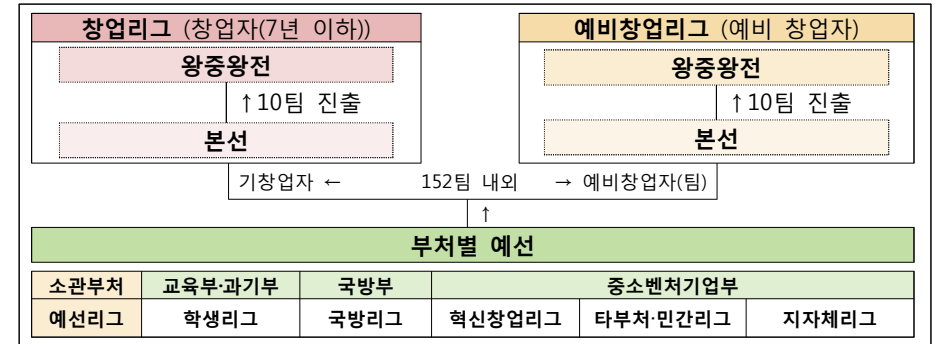 창업리그 (창업자(7년 이하)) 예비창업리그 (예비 창업자)
왕중왕전 왕중왕전
↑10팀 진출 ↑10팀 진출
본선 본선
기창업자 ← 152팀 내외 → 예비창업자(팀)
↑
부처별 예선
소관부처 교육부·과기부 국방부 중소벤처기업부
예선리그 학생리그 국방리그 혁신창업리그 타부처·민간리그 지자체리그